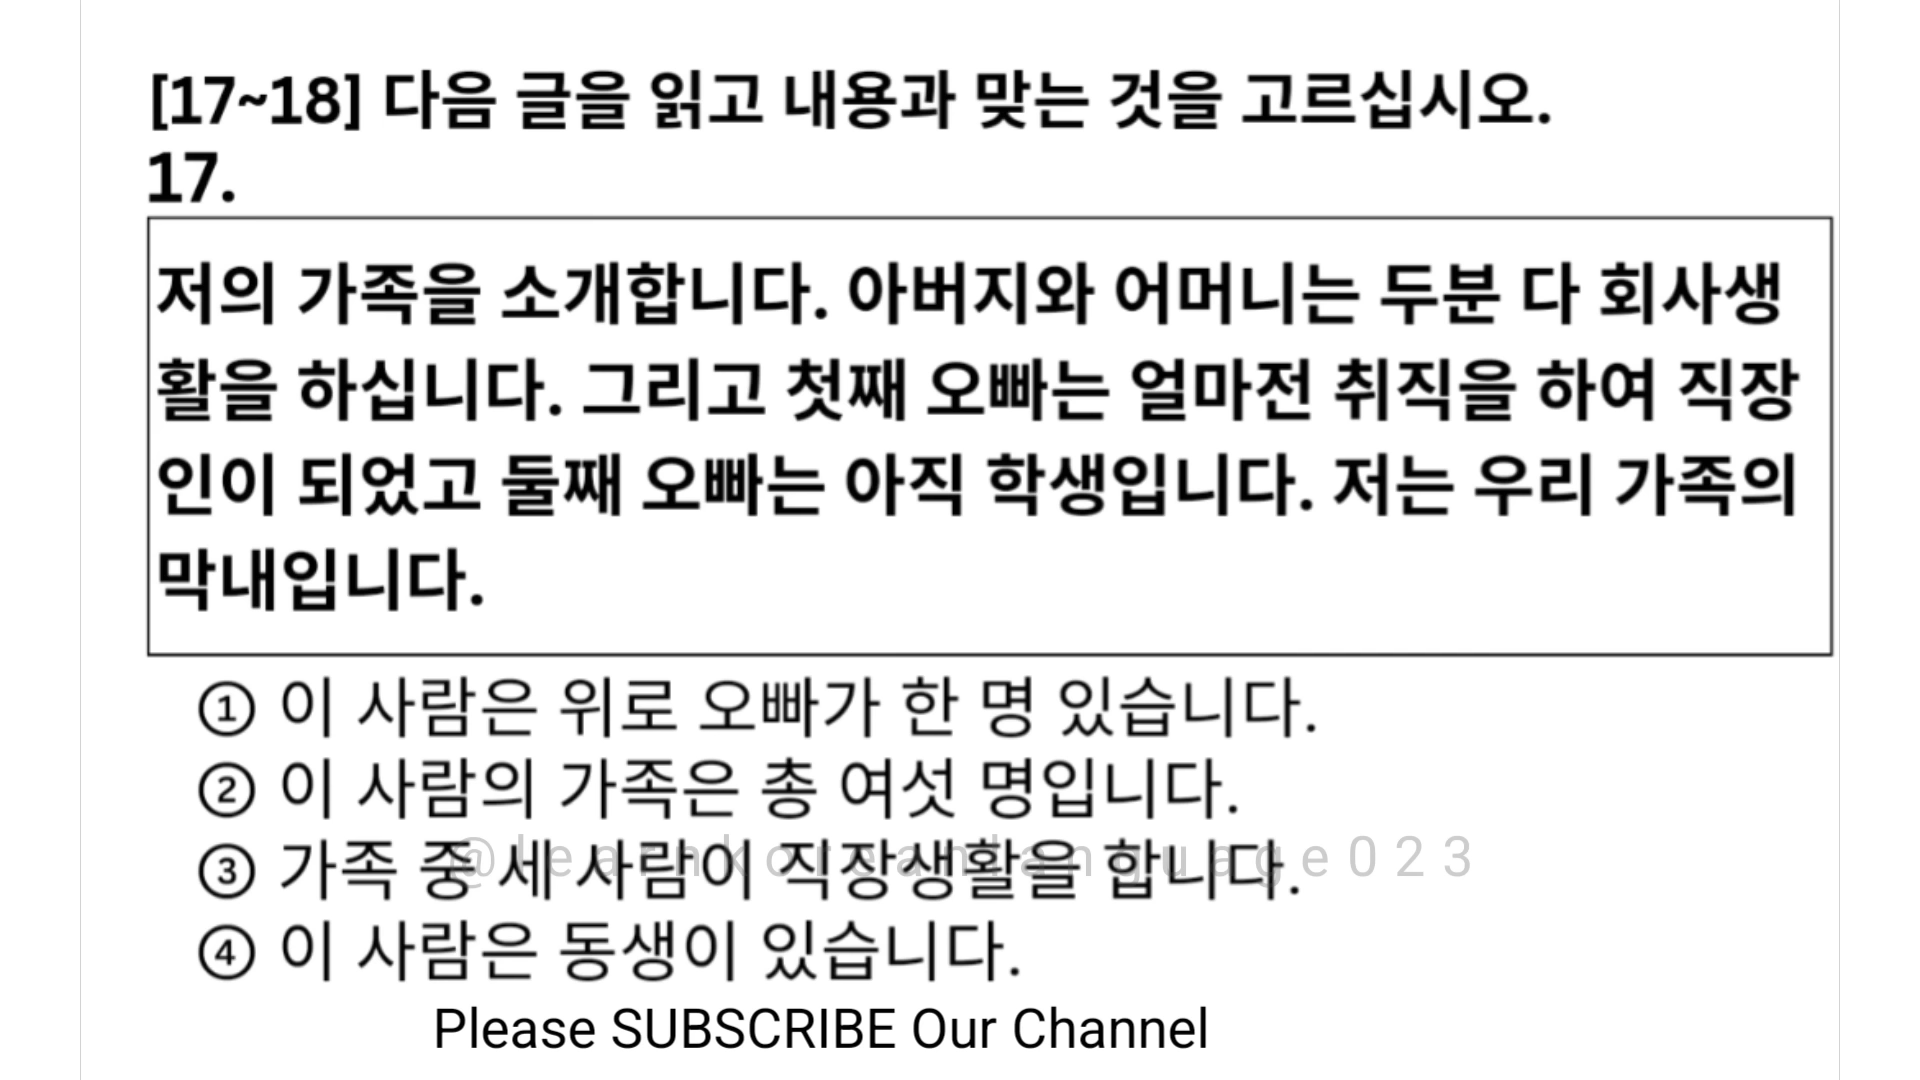 [17~18] 다음 글을 읽고 내용과 맞는 것을 고르십시오.
17.
저의 가족을 소개합니다. 아버지와 어머니는 두분 다 회사생
활을 하십니다. 그리고 첫째 오빠는 얼마전 취직을 하여 직장
인이 되었고 둘째 오빠는 아직 학생입니다. 저는 우리 가족의
막내입니다.
① 이 사람은 위로 오빠가 한 명 있습니다.
② 이 사람의 가족은 총 여섯 명입니다.
③ 가족 중 세 사람이 직장생활을 합니다.
@learnkoreanlanguage023
④ 이 사람은 동생이 있습니다.
Please SUBSCRIBE Our Channel